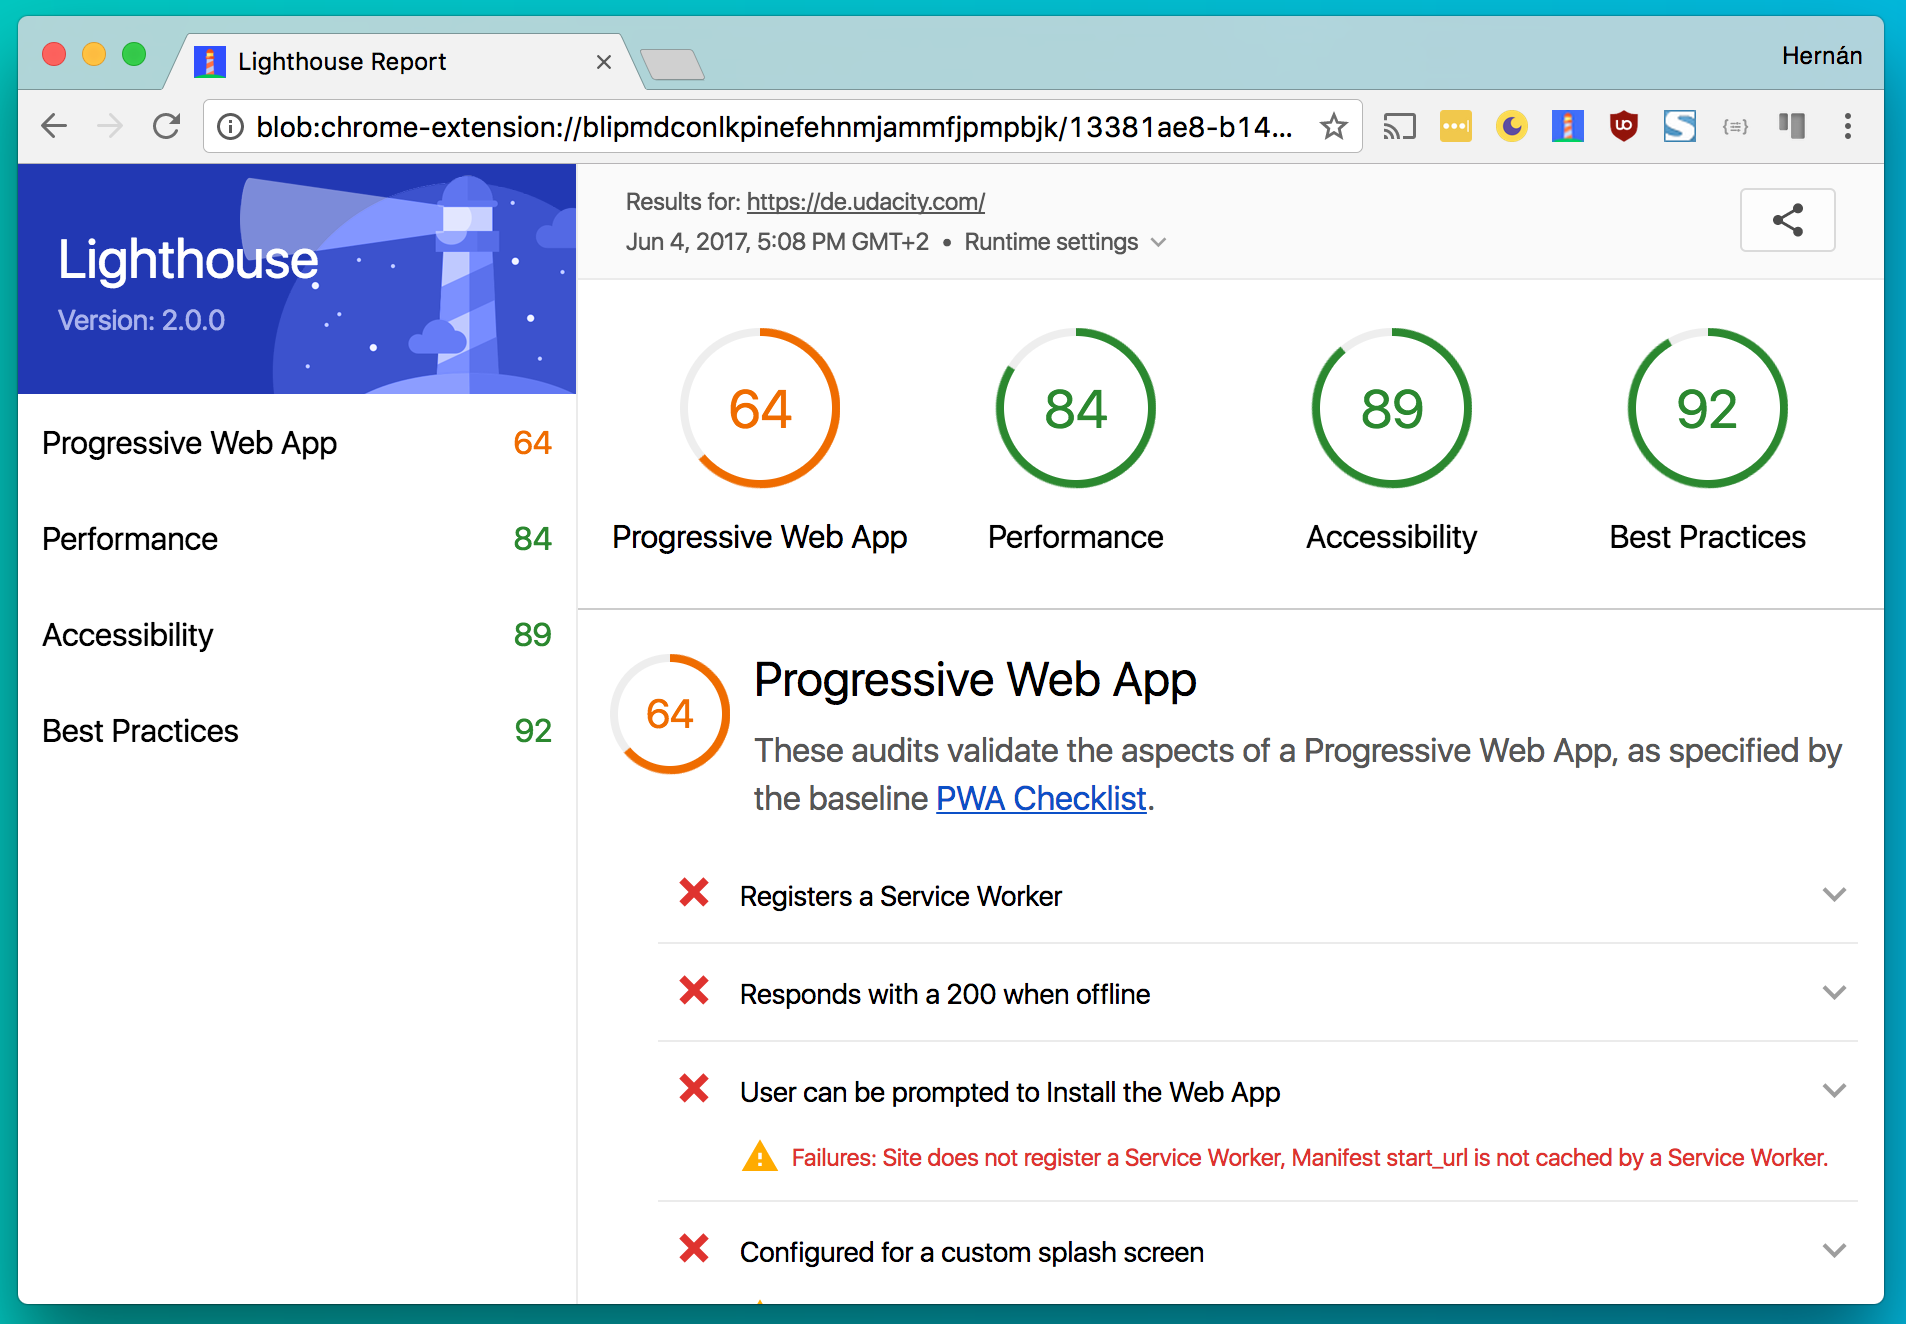 Lighthouse Report
Hernán
blob:chrome-extension://blipmdconlkpinefehnmjammfjpmpbjk/13381ae8-b14...
Lighthouse
Version: 2.0.0
Progressive Web App 64
Performance 84
Accessibility 89
Best Practices 92
Results for: https://de.udacity.com/
Jun 4, 2017, 5:08 PM GMT+2 • Runtime settings
64 84 89 92
Progressive Web App Performance Accessibility Best Practices
64
Progressive Web App
These audits validate the aspects of a Progressive Web App, as specified by
the baseline PWA Checklist.
Registers a Service Worker
Responds with a 200 when offline
User can be prompted to Install the Web App
Failures: Site does not register a Service Worker, Manifest start_url is not cached by a Service Worker.
Configured for a custom splash screen